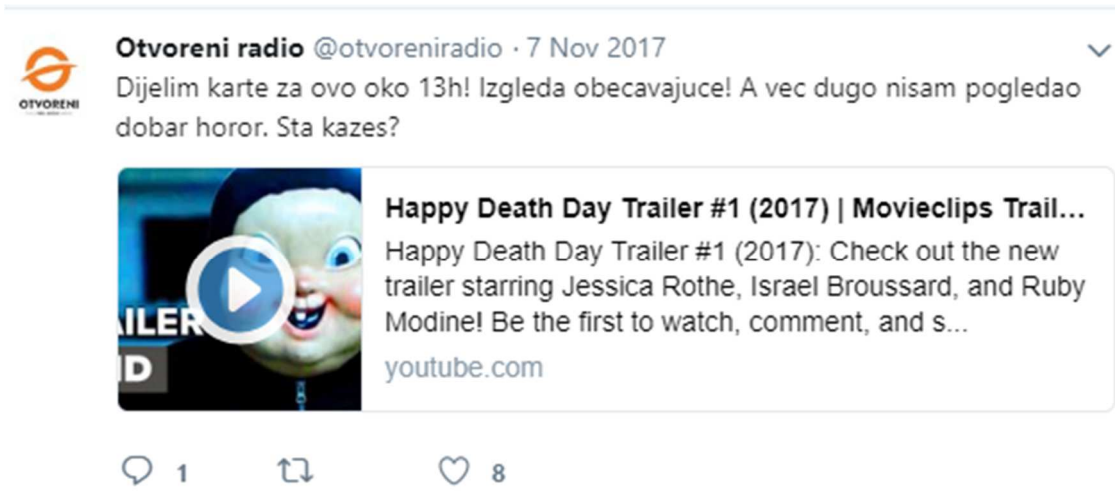 Otvoreni radio @otvoreniradio · 7 Nov 2017
OTVORENI
Dijelim karte za ovo oko 13h! Izgleda obecavajuce! A vec dugo nisam pogledao
dobar horor. Sta kazes?
AILER
HD
Happy Death Day Trailer #1 (2017) | Movieclips Trail...
Happy Death Day Trailer #1 (2017): Check out the new
trailer starring Jessica Rothe, Israel Broussard, and Ruby
Modine! Be the first to watch, comment, and s...
youtube.com
1 8